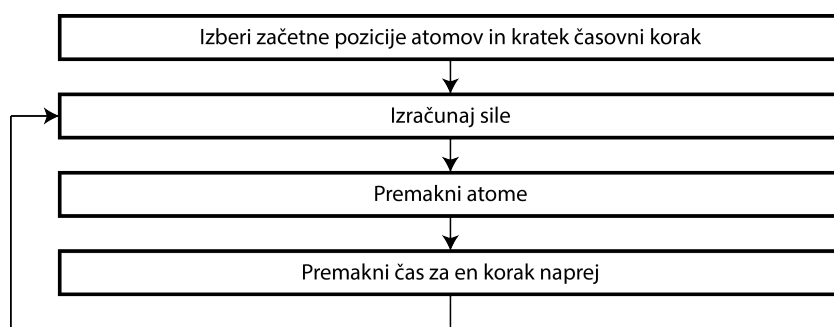 Izberi začetne pozicije atomov in kratek časovni korak
Izračunaj sile
Premakni atome
Premakni čas za en korak naprej